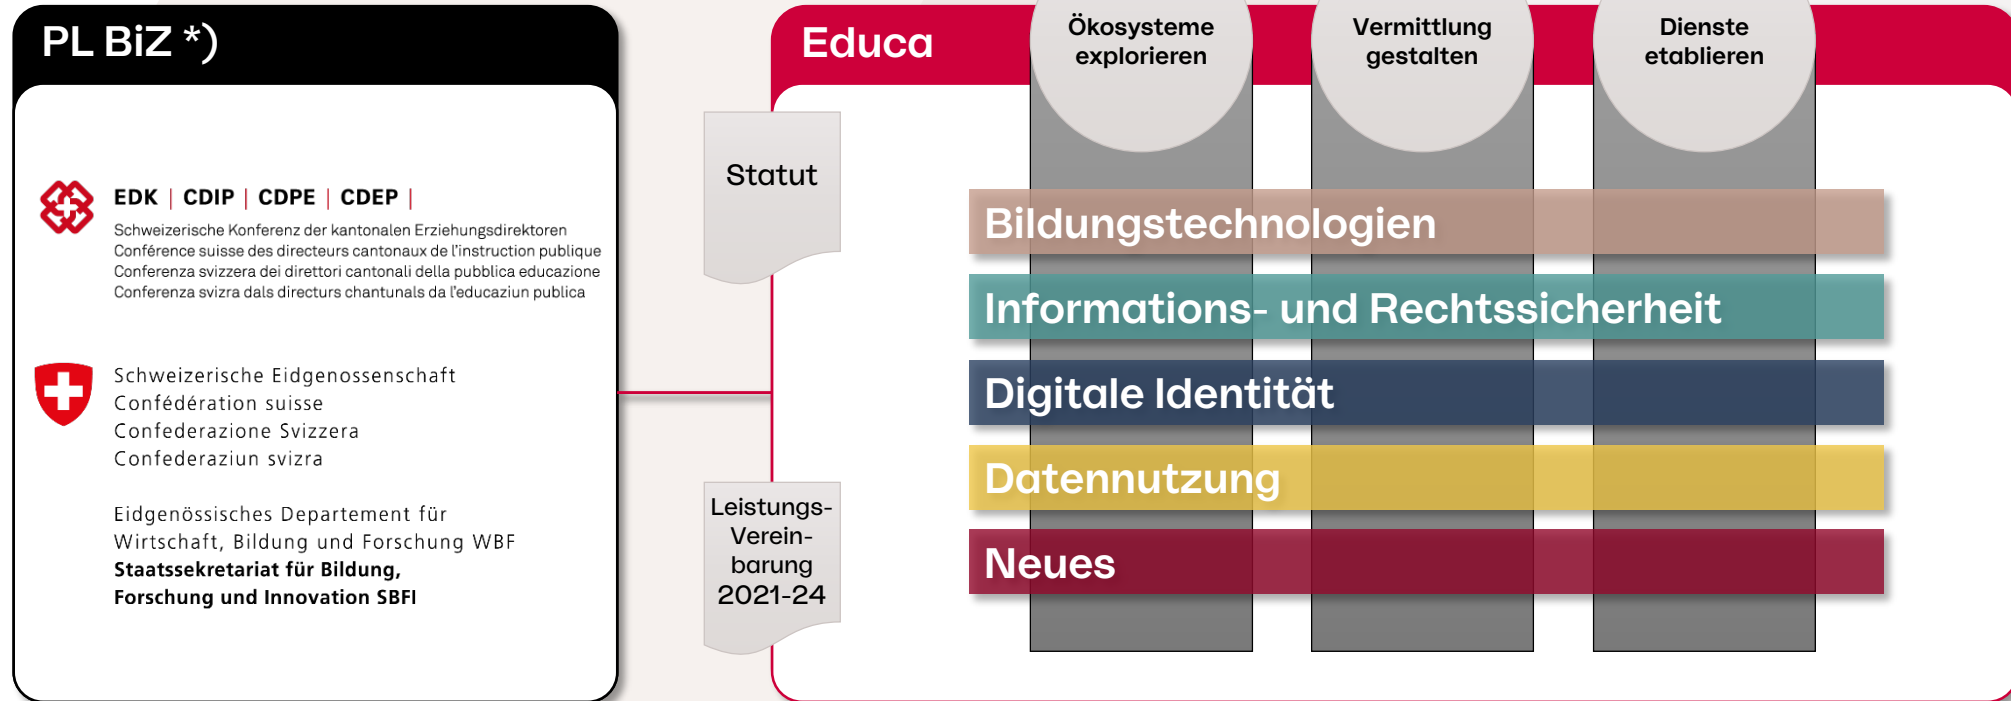 PL BiZ *)
EDK | CDIP | CDPE | CDEP |
Schweizerische Konferenz der kantonalen Erziehungsdirektoren
Conférence suisse des directeurs cantonaux de l'instruction publique
Conferenza svizzera dei direttori cantonali della pubblica educazione
Conferenza svizra dals directurs chantunals da l'educaziun publica
Schweizerische Eidgenossenschaft
Confédération suisse
Confederazione Svizzera
Confederaziun svizra
Eidgenössisches Departement für
Wirtschaft, Bildung und Forschung WBF
Staatssekretariat für Bildung,
Forschung und Innovation SBFI
Statut
Leistungs-
Verein-
barung
2021-24
Educa
Ökosysteme
explorieren
Vermittlung
gestalten
Dienste
etablieren
Bildungstechnologien
Informations- und Rechtssicherheit
Digitale Identität
Datennutzung
Neues